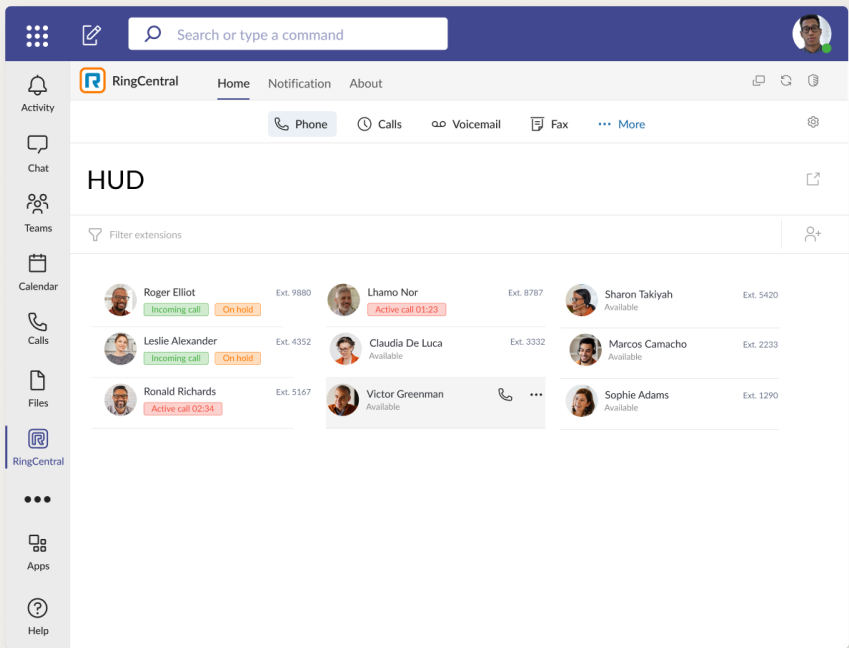 Search or type a command
RingCentral Home Notification About
Activity
Phone Calls Voicemail Fax More
Chat
HUD
Teams
Filter extensions
Calendar
Roger Elliot Ext. 9880 Lhamo Nor Ext. 8787 Sharon Takiyah Ext. 5420
Incoming call On hold Active call 01:23 Available
Calls
Leslie Alexander Ext. 4352 Claudia De Luca Ext. 3332 Marcos Camacho Ext. 2233
Incoming call On hold Available Available
Files
Ronald Richards Ext. 5167 Victor Greenman Sophie Adams Ext. 1290
Active call 02:34 Available Available
RingCentral
Apps
Help